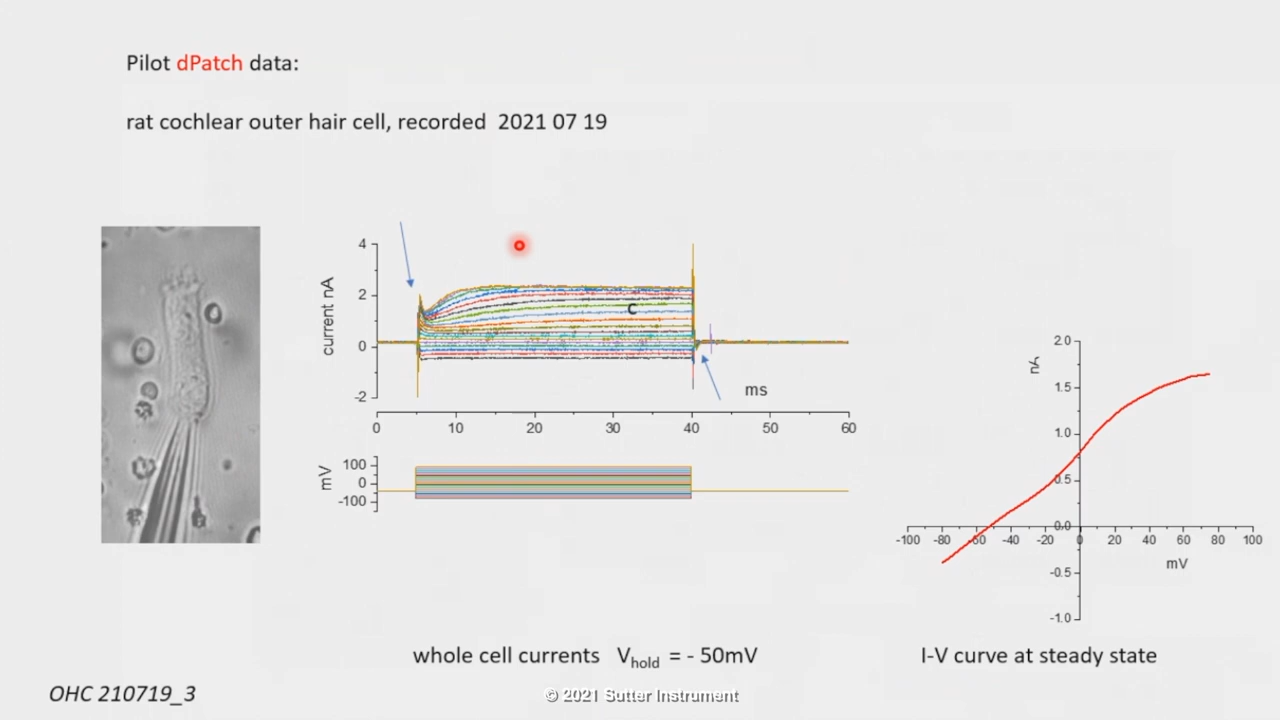 Pilot dPatch data:
rat cochlear outer hair cell, recorded 2021 07 19
current nA
4
2
0
-2
C
ms
0 10 20 30 40 50 60
mV
100
0
-100
nA
2.0
1.5
1.0
0.5
0.0
-100 -80 -60 -40 -20 0 20 40 60 80 100
mV
-0.5
-1.0
whole cell currents Vhold = - 50mV
I-V curve at steady state
OHC 210719_3
© 2021 Sutter Instrument